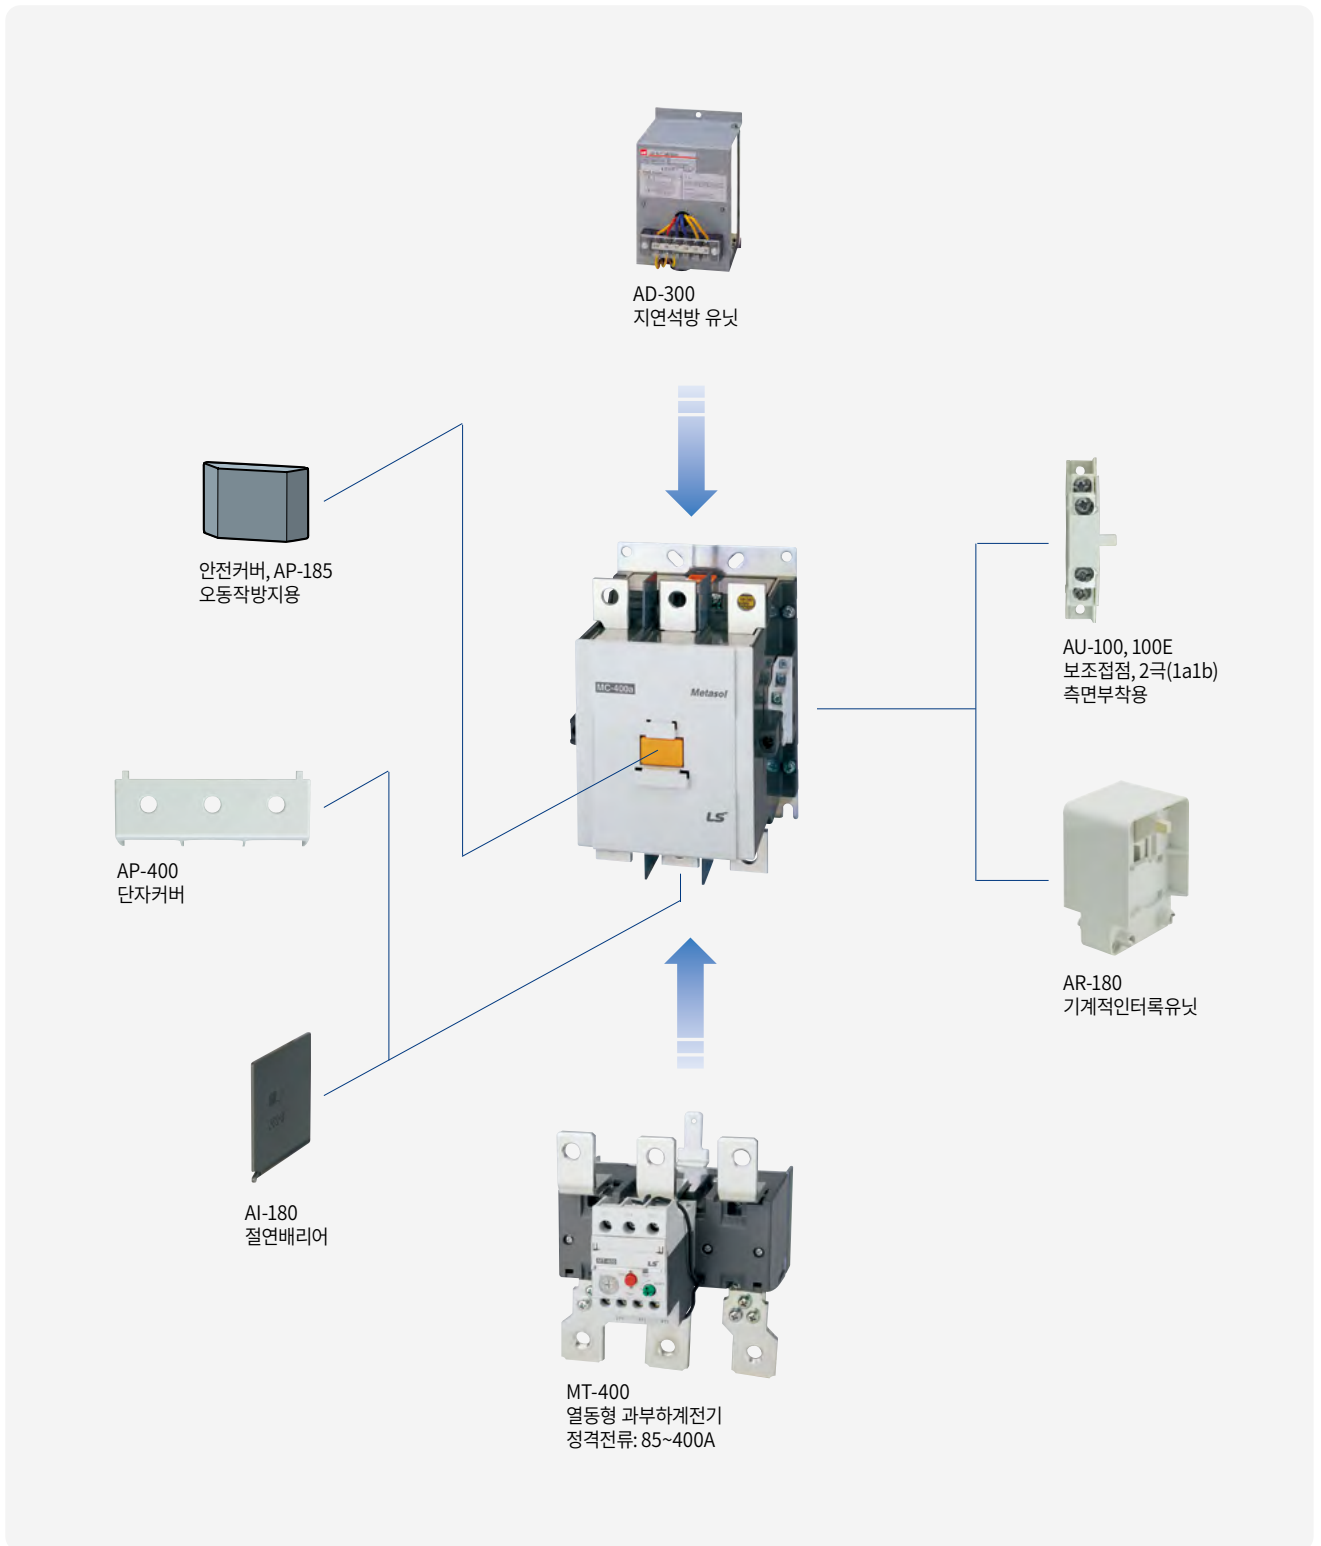 AD-300
지연석방 유닛
안전커버, AP-185
오동작방지용
MC-400a
Metasol
LS
AU-100, 100E
보조접점, 2극(1a1b)
측면부착용
AP-400
단자커버
AR-180
기계적인터록유닛
AI-180
절연배리어
LS
MT-400
열동형 과부하계전기
정격전류: 85~400A